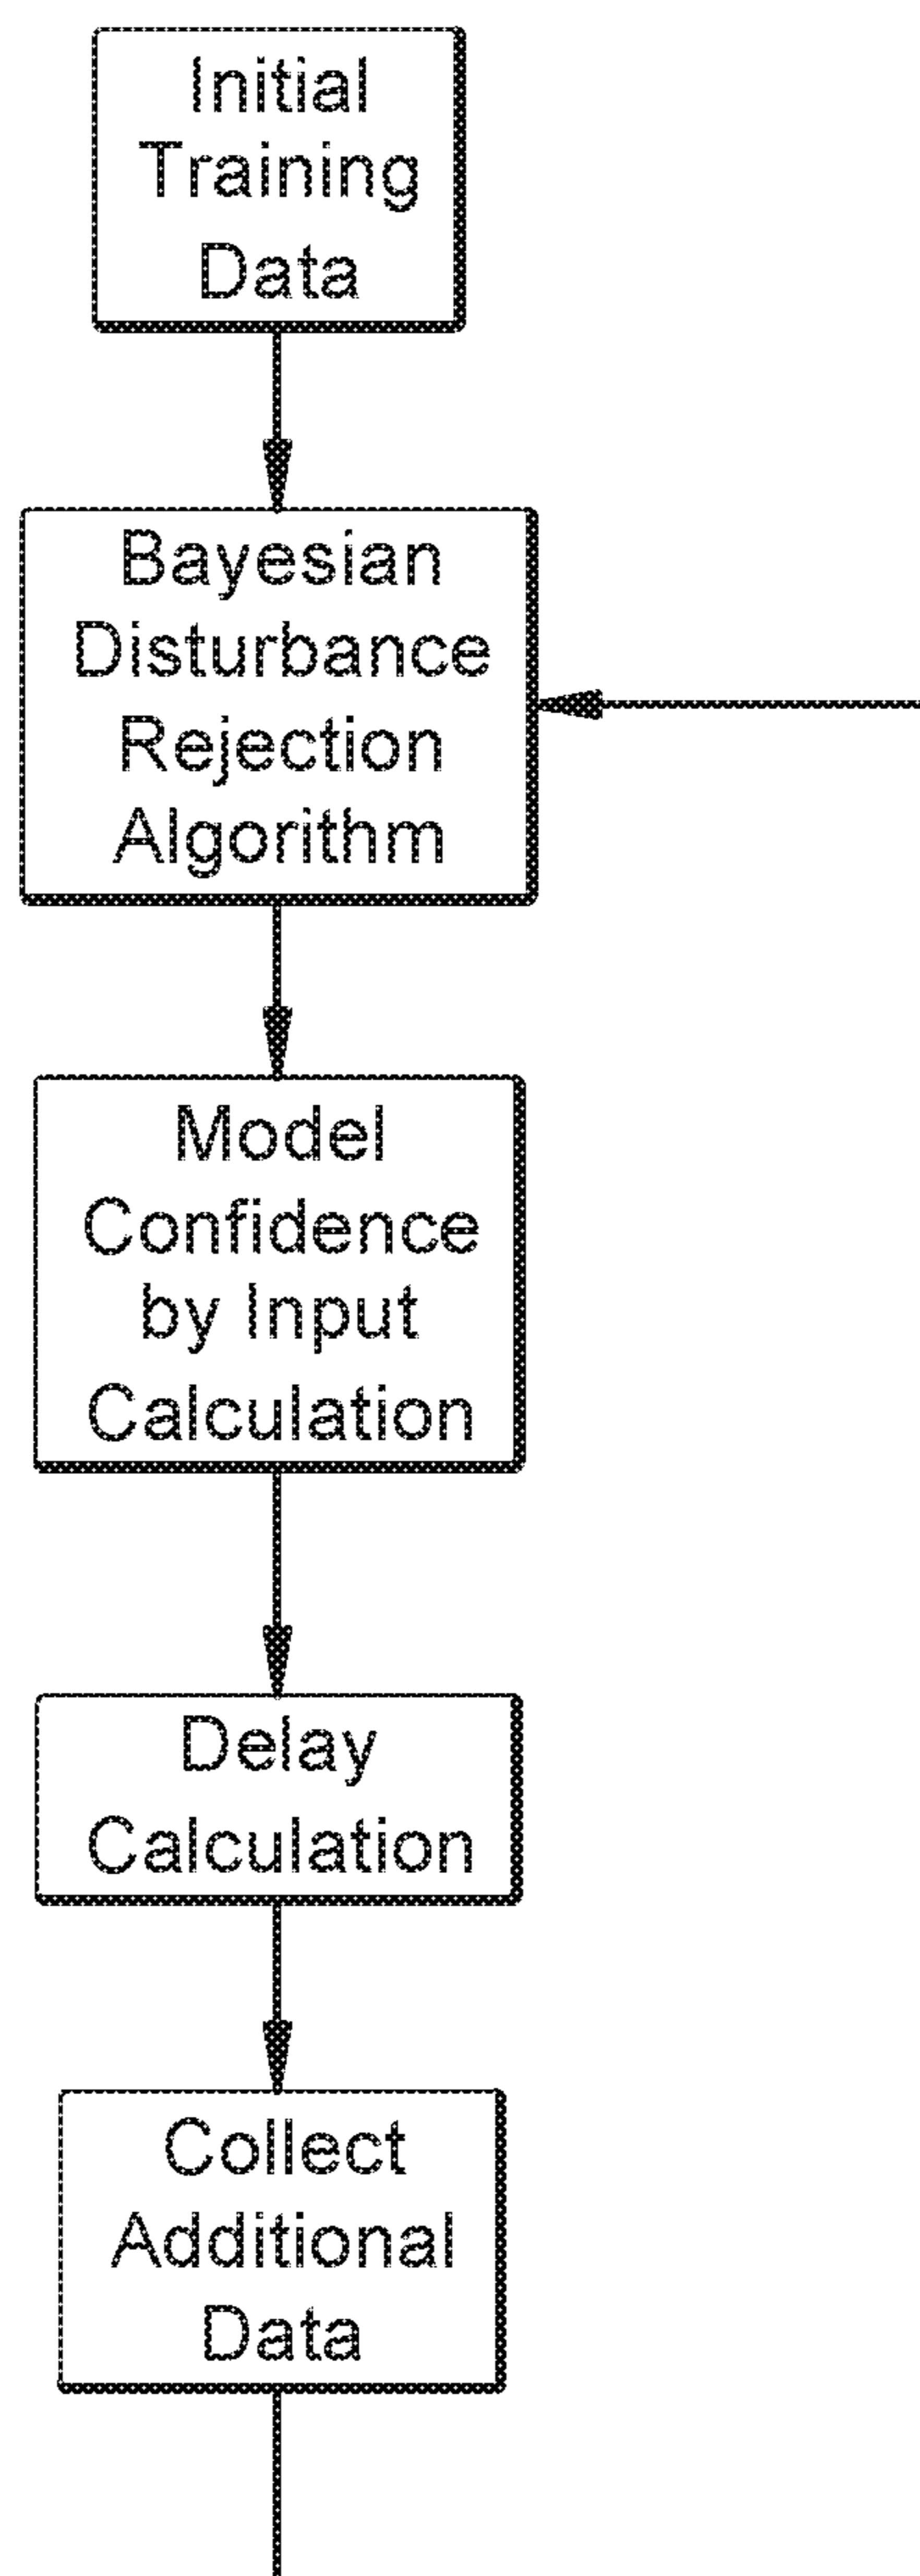 Initial
Training
Data
Bayesian
Disturbance
Rejection
Algorithm
Model
Confidence
by Input
Calculation
Delay
Calculation
Collect
Additional
Data